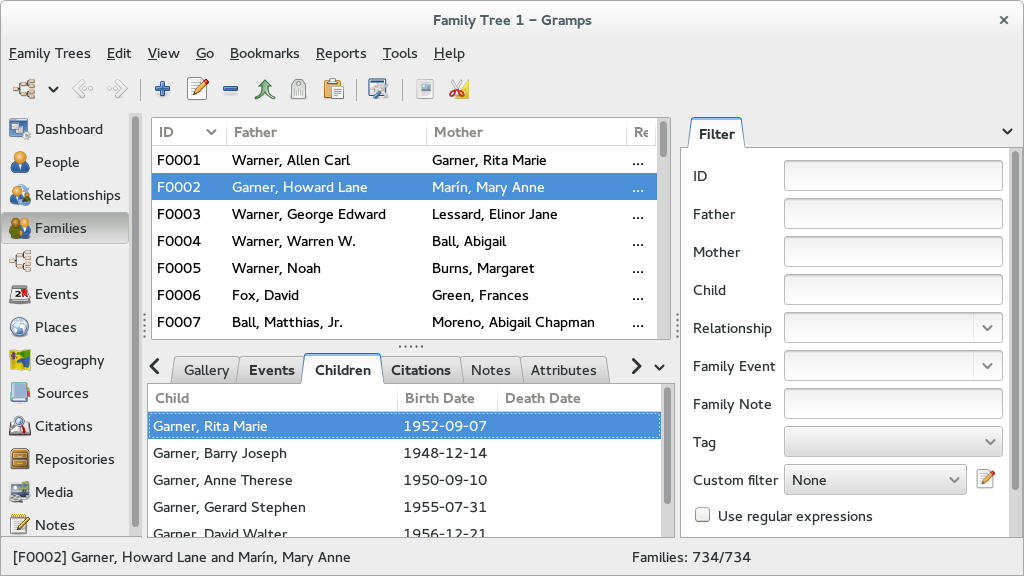 Family Tree 1 – Gramps
Family Trees Edit View Go Bookmarks Reports Tools Help
Dashboard
People
Relationships
Families
Charts
Events
Places
Geography
Sources
Citations
Repositories
Media
Notes
ID Father Mother Re
F0001 Warner, Allen Carl Garner, Rita Marie ...
F0002 Garner, Howard Lane Marín, Mary Anne ...
F0003 Warner, George Edward Lessard, Elinor Jane ...
F0004 Warner, Warren W. Ball, Abigail ...
F0005 Warner, Noah Burns, Margaret ...
F0006 Fox, David Green, Frances ...
F0007 Ball, Matthias, Jr. Moreno, Abigail Chapman ...
Gallery Events Children Citations Notes Attributes
Child Birth Date Death Date
Garner, Rita Marie 1952-09-07
Garner, Barry Joseph 1948-12-14
Garner, Anne Therese 1950-09-10
Garner, Gerard Stephen 1955-07-31
Garner, David Walter 1956-12-21
Filter
ID
Father
Mother
Child
Relationship
Family Event
Family Note
Tag
Custom filter None
Use regular expressions
[F0002] Garner, Howard Lane and Marín, Mary Anne Families: 734/734